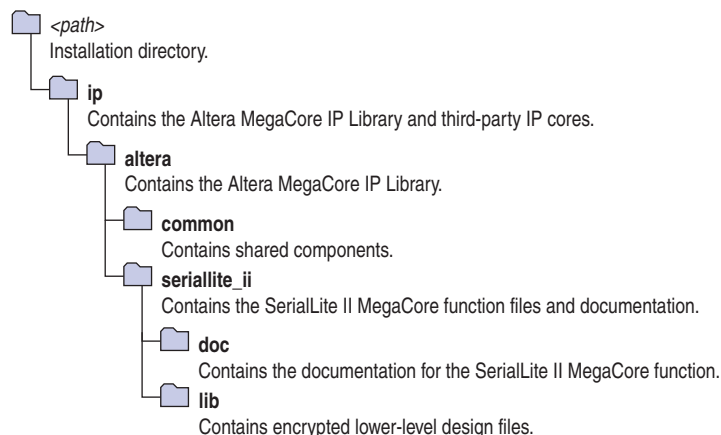 <path>
Installation directory.
ip
Contains the Altera MegaCore IP Library and third-party IP cores.
altera
Contains the Altera MegaCore IP Library.
common
Contains shared components.
seriallite_ii
Contains the SerialLite II MegaCore function files and documentation.
doc
Contains the documentation for the SerialLite II MegaCore function.
lib
Contains encrypted lower-level design files.